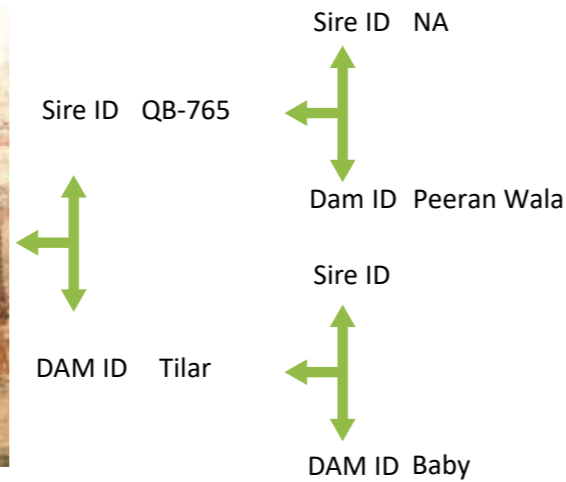 Sire ID NA
Sire ID QB-765
Dam ID Peeran Wala
Sire ID
DAM ID Tilar
DAM ID Baby